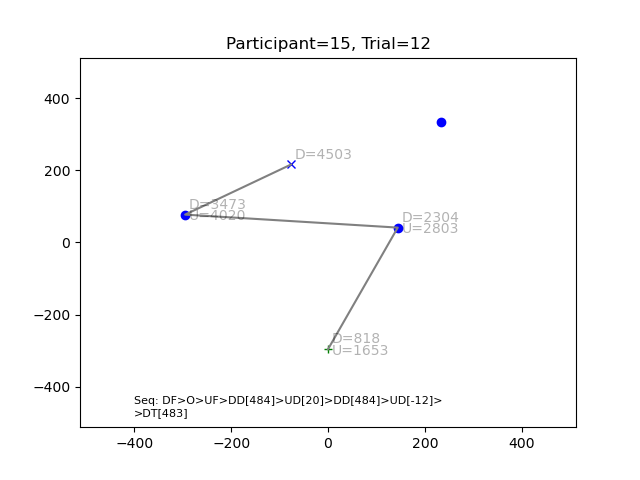 Participant=15, Trial=12
400
200
0
−200
−400
D=4503
D=3473
U=4020
D=2304
U=2803
D=818
U=1653
Seq: DF>O>UF>DD[484]>UD[20]>DD[484]>UD[-12]>
>DT[483]
−400
−200
0
200
400